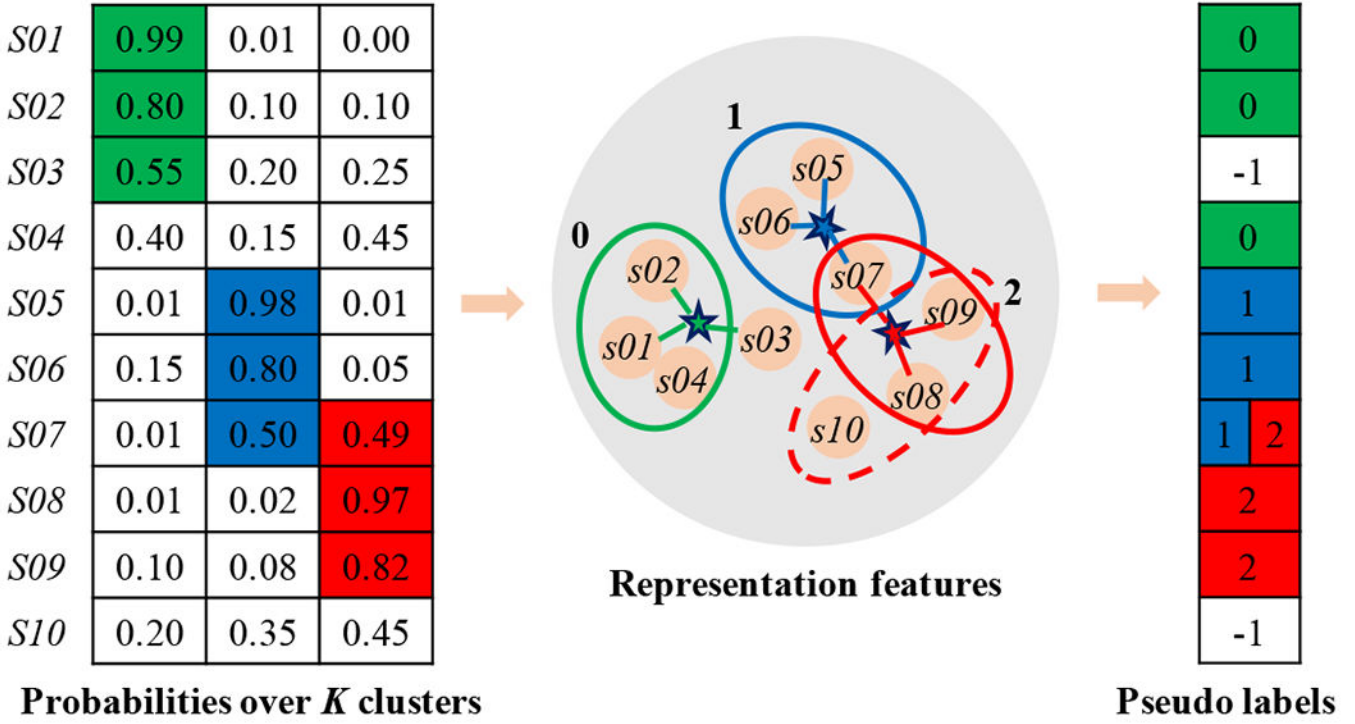 S01 0.99 0.01 0.00
S02 0.80 0.10 0.10
S03 0.55 0.20 0.25
S04 0.40 0.15 0.45
S05 0.01 0.98 0.01
S06 0.15 0.80 0.05
S07 0.01 0.50 0.49
S08 0.01 0.02 0.97
S09 0.10 0.08 0.82
S10 0.20 0.35 0.45
Probabilities over K clusters
1
s05
s06
0
s02
s07
2
s09
s01
s03
s04
s08
s10
Representation features
0
0
-1
0
1
1
1 2
2
2
-1
Pseudo labels